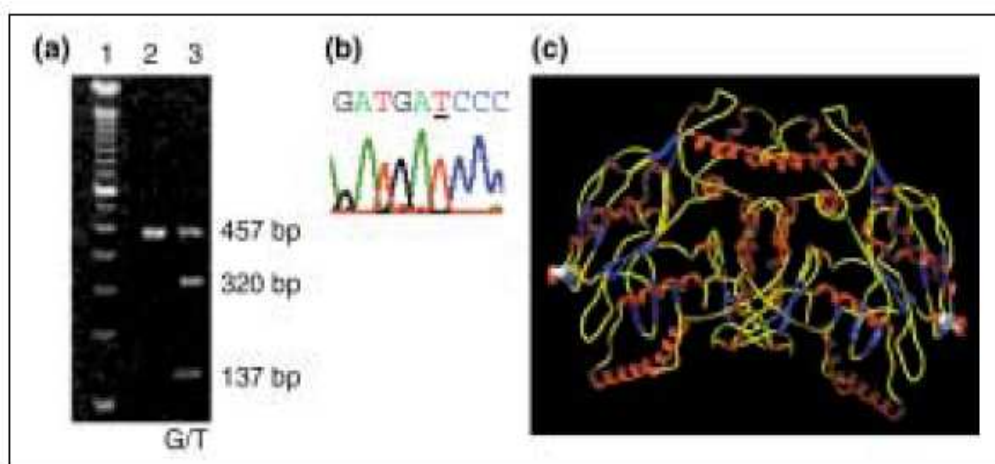 (a)
1 2 3
457 bp
320 bp
137 bp
G/T
(b)
GATGATCCC
(c)